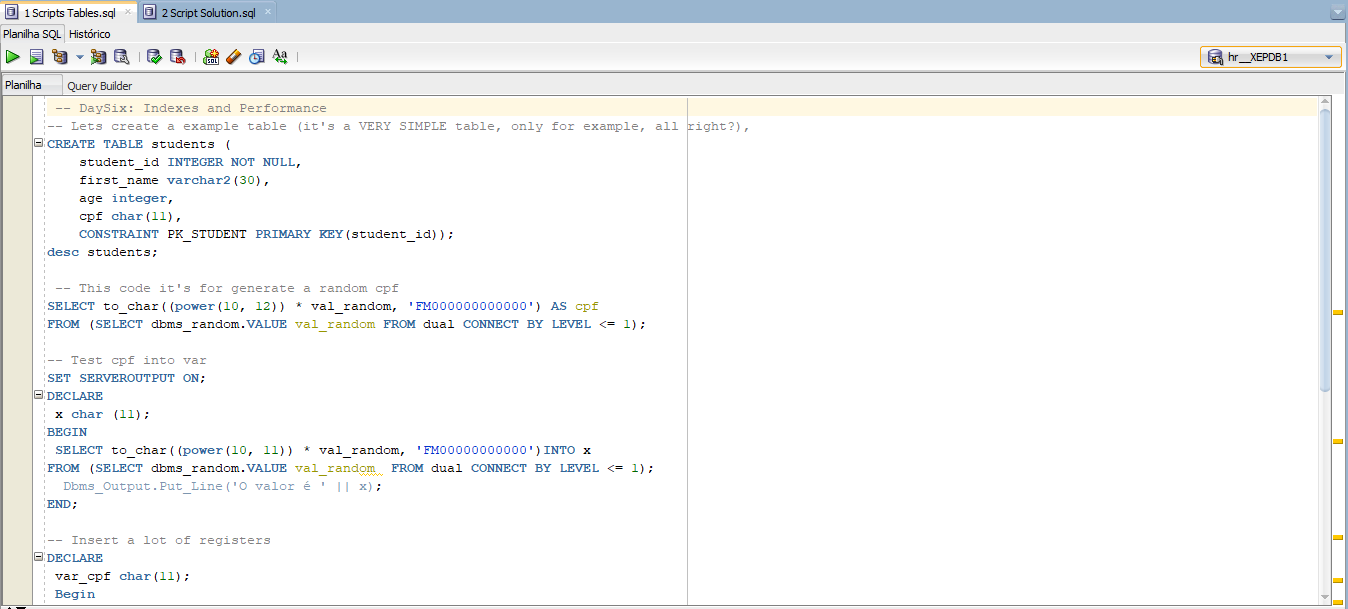 1 Scripts Tables.sql
2 Script Solution.sql
Planilha SQL Histórico
hr__XEPDB1
Planilha Query Builder
-- DaySix: Indexes and Performance
-- Lets create a example table (it's a VERY SIMPLE table, only for example, all right?),
CREATE TABLE students (
    student_id INTEGER NOT NULL,
    first_name varchar2(30),
    age integer,
    cpf char(11),
    CONSTRAINT PK_STUDENT PRIMARY KEY(student_id));
desc students;
 -- This code it's for generate a random cpf
SELECT to_char((power(10, 12)) * val_random, 'FM000000000000') AS cpf
FROM (SELECT dbms_random.VALUE val_random FROM dual CONNECT BY LEVEL <= 1);
-- Test cpf into var
SET SERVEROUTPUT ON;
DECLARE
 x char (11);
BEGIN
 SELECT to_char((power(10, 11)) * val_random, 'FM00000000000')INTO x
FROM (SELECT dbms_random.VALUE val_random  FROM dual CONNECT BY LEVEL <= 1);
  Dbms_Output.Put_Line('O valor é ' || x);
END;
-- Insert a lot of registers
DECLARE
 var_cpf char(11);
 Begin